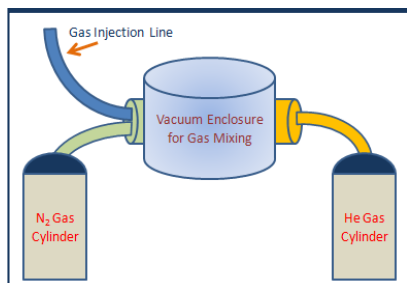 Gas Injection Line
Vacuum Enclosure
for Gas Mixing
N₂ Gas
Cylinder
He Gas
Cylinder